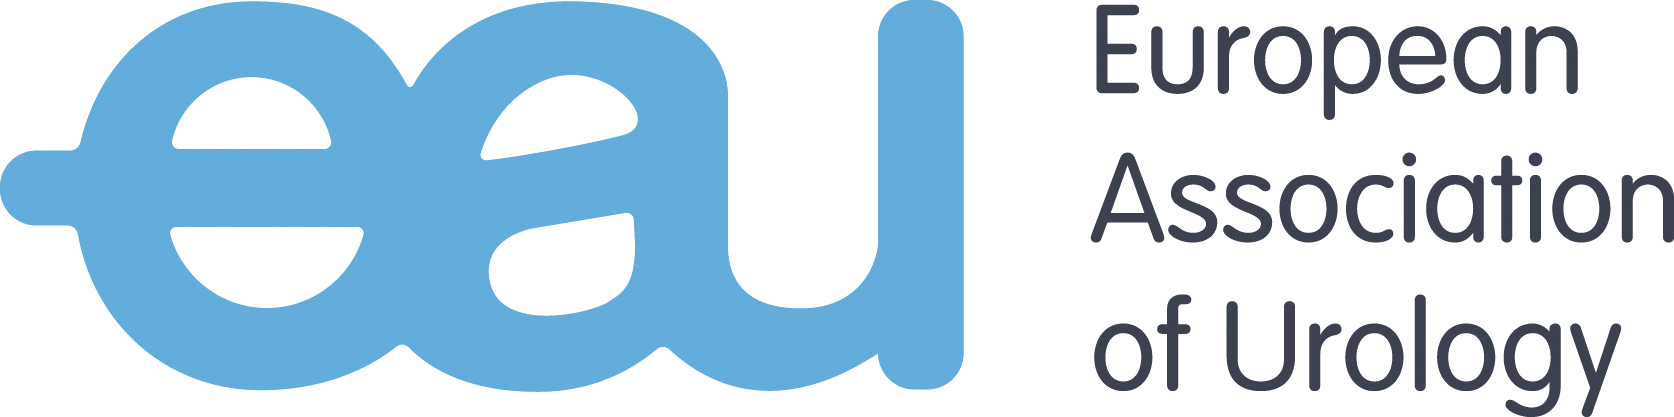 eau
European
Association
of Urology